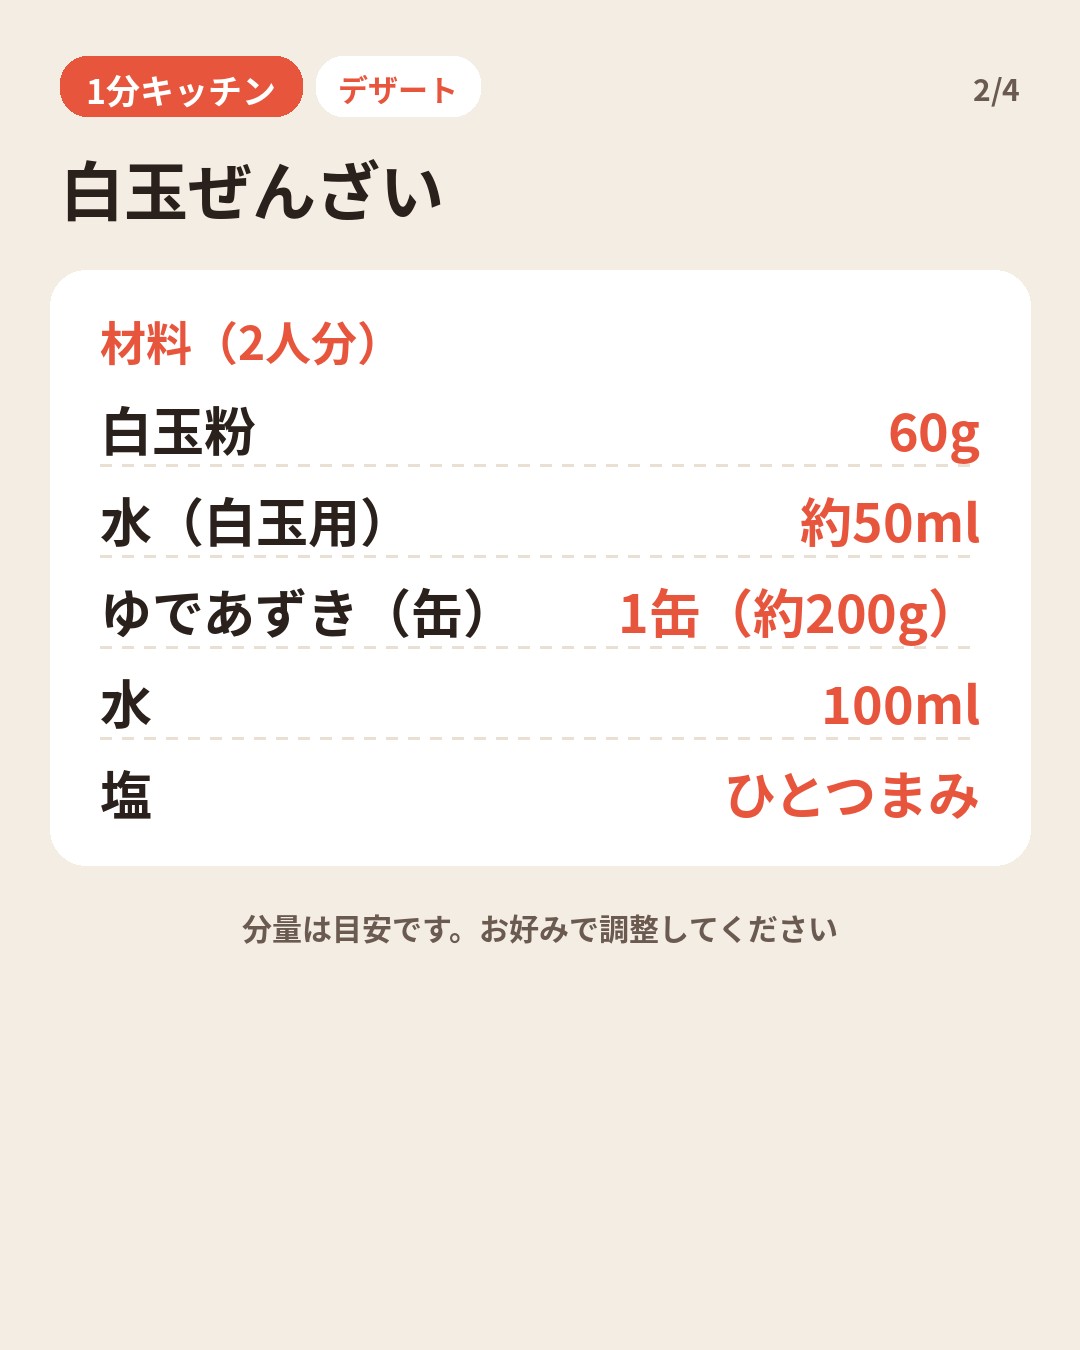 1分キッチン デザート 2/4
白玉ぜんざい
材料（2人分）
白玉粉 60g
水（白玉用） 約50ml
ゆであずき（缶） 1缶（約200g）
水 100ml
塩 ひとつまみ
分量は目安です。お好みで調整してください